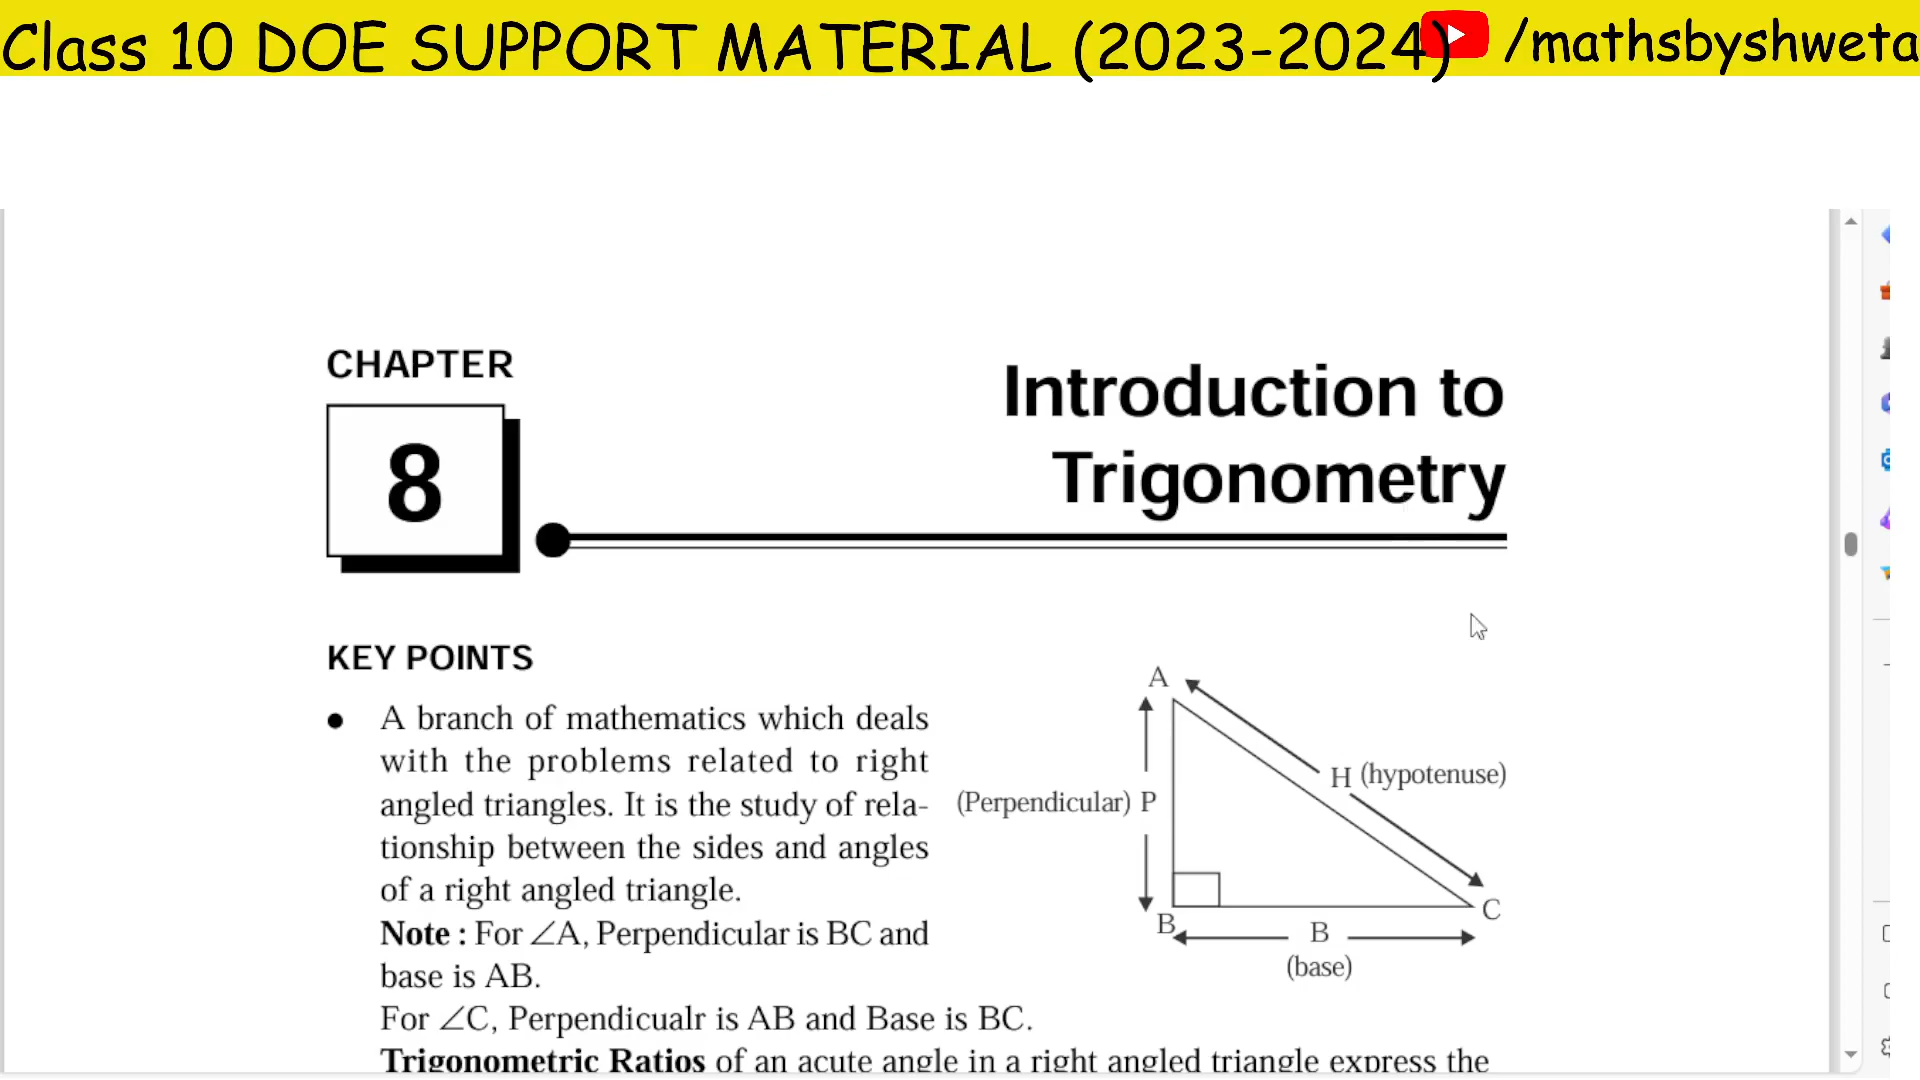 Class 10 DOE SUPPORT MATERIAL (2023-2024) /mathsbyshweta
CHAPTER
8
Introduction to
Trigonometry
KEY POINTS
● A branch of mathematics which deals
with the problems related to right
angled triangles. It is the study of rela-
tionship between the sides and angles
of a right angled triangle.
Note : For ∠A, Perpendicular is BC and
base is AB.
For ∠C, Perpendicualr is AB and Base is BC.
Trigonometric Ratios of an acute angle in a right angled triangle express the
A
H (hypotenuse)
(Perpendicular) P
B
C
B
(base)